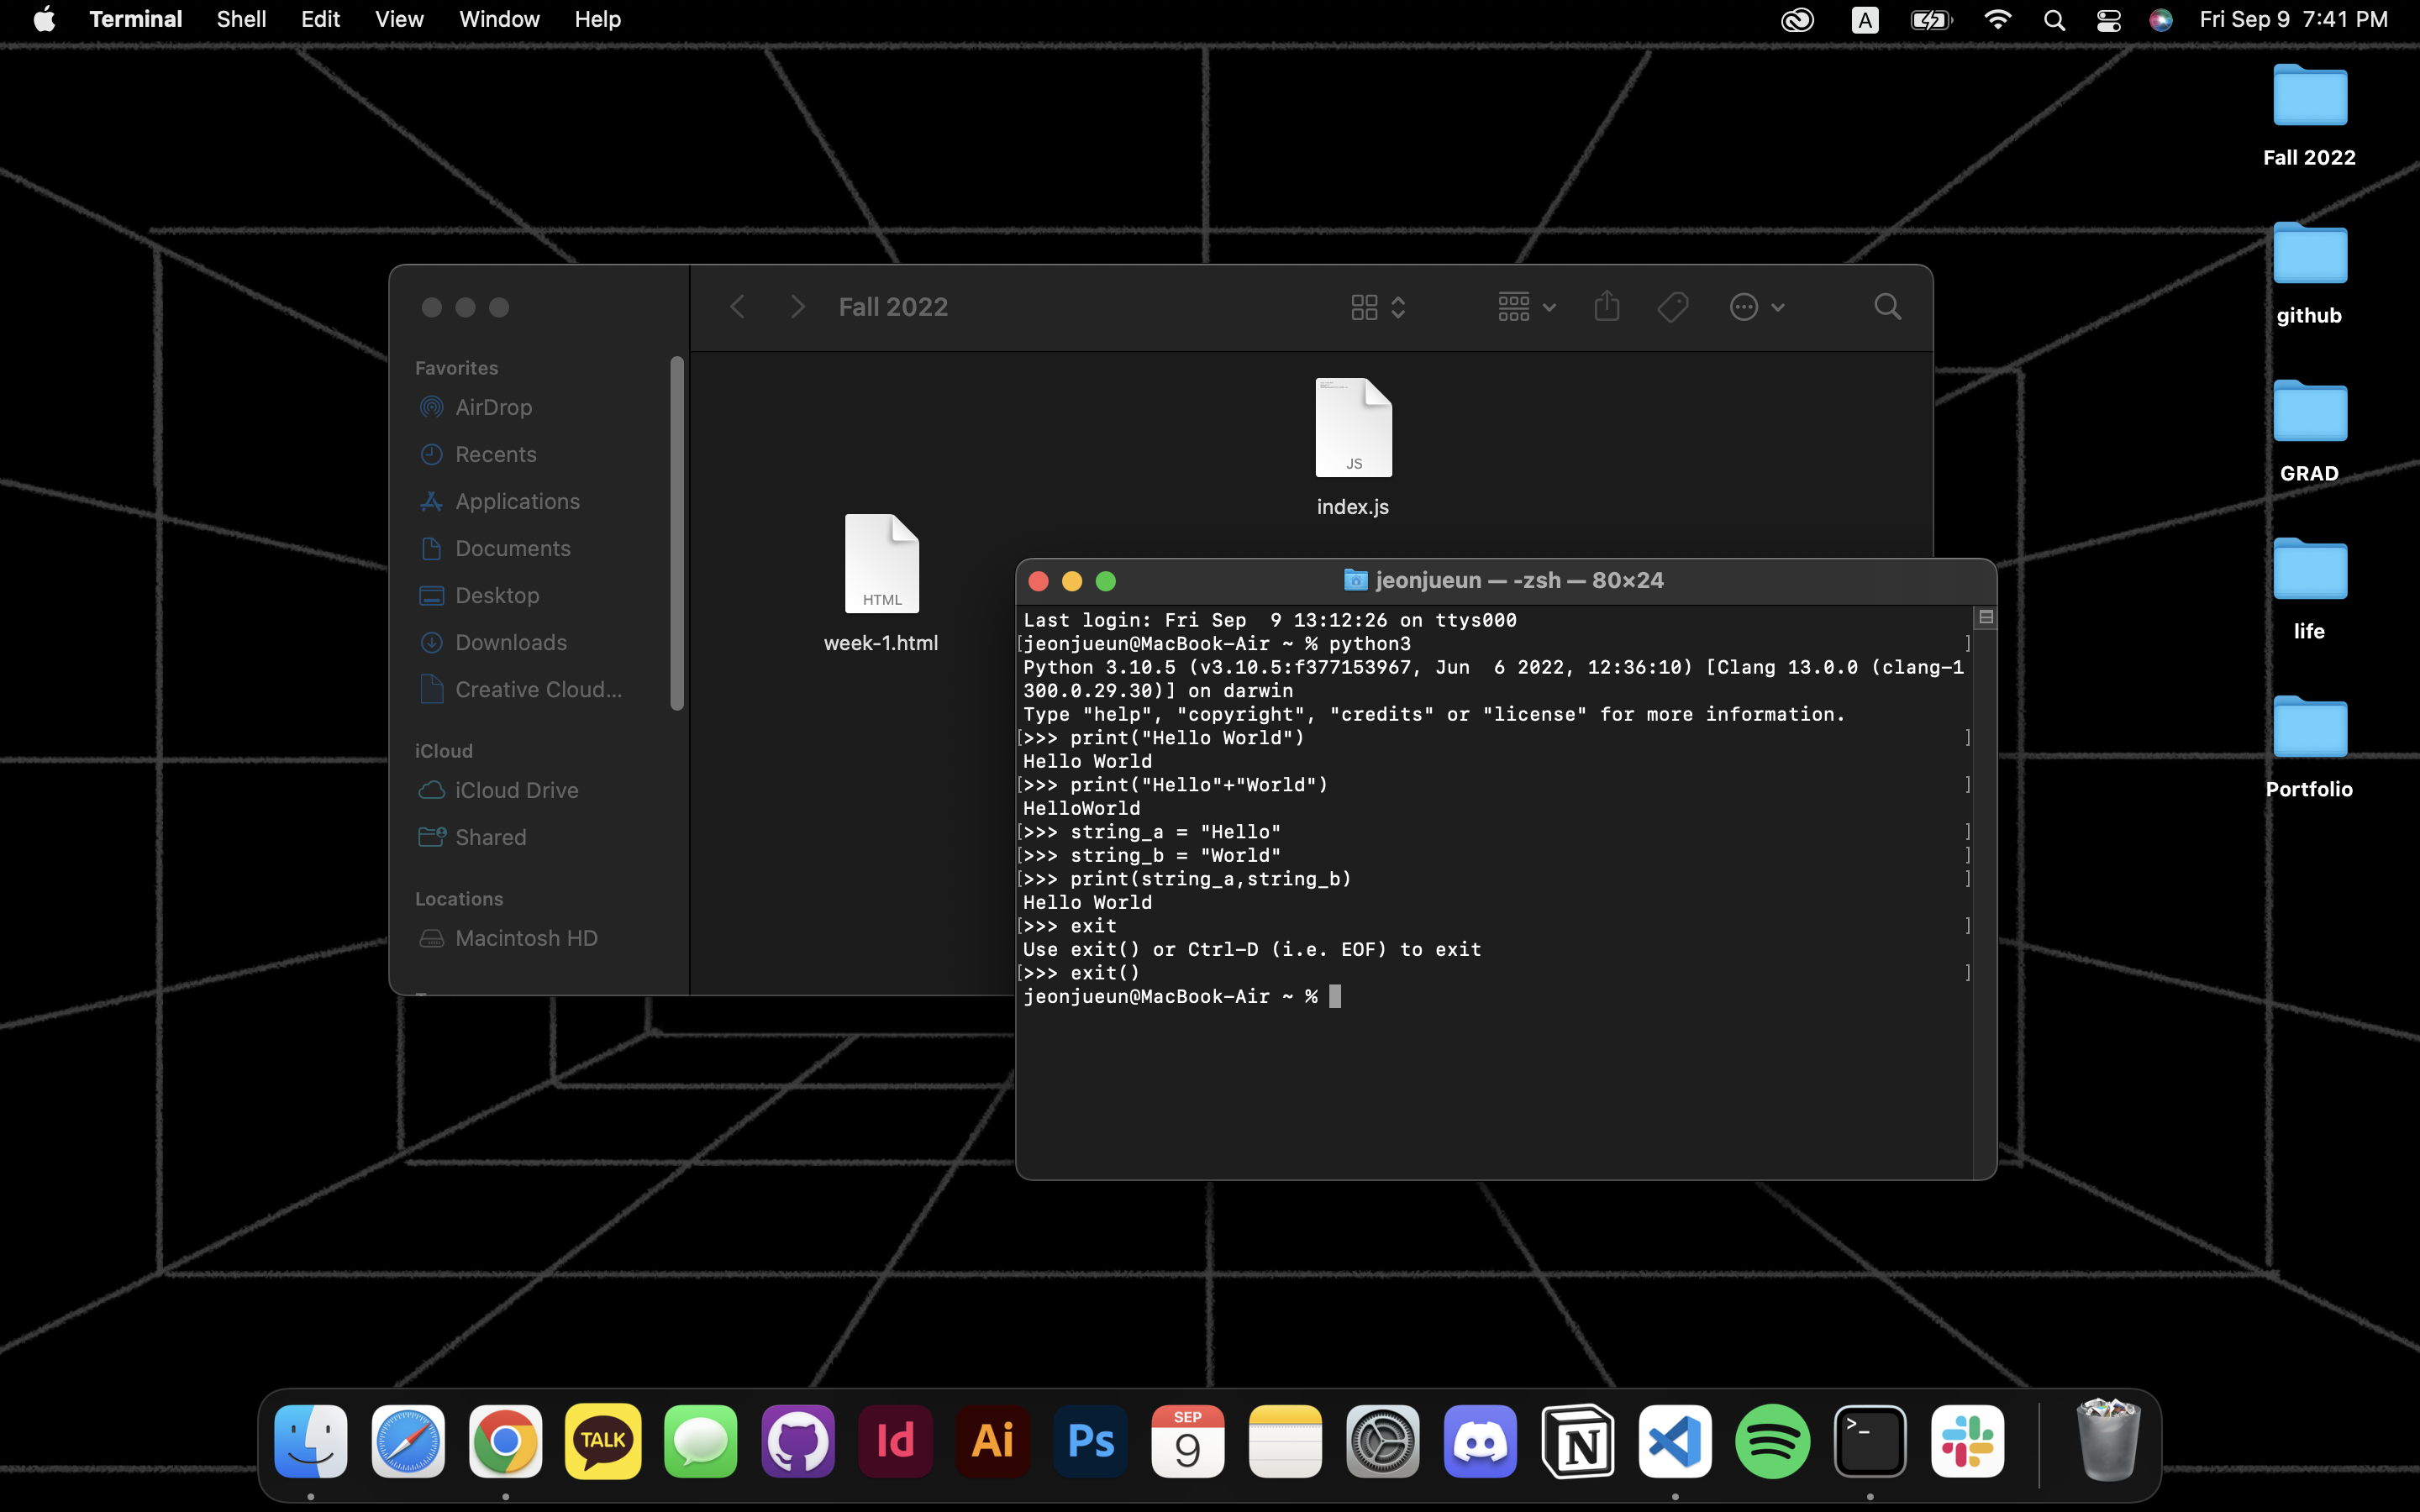 Terminal Shell Edit View Window Help A Fri Sep 9 7:41 PM
Fall 2022
github
GRAD
life
Portfolio
Fall 2022
Favorites
AirDrop
Recents
Applications
Documents
Desktop
Downloads
Creative Cloud...
iCloud
iCloud Drive
Shared
Locations
Macintosh HD
JS
index.js
HTML
week-1.html
jeonjueun — -zsh — 80×24
Last login: Fri Sep  9 13:12:26 on ttys000
[jeonjueun@MacBook-Air ~ % python3 ]
Python 3.10.5 (v3.10.5:f377153967, Jun  6 2022, 12:36:10) [Clang 13.0.0 (clang-1
300.0.29.30)] on darwin
Type "help", "copyright", "credits" or "license" for more information.
[>>> print("Hello World") ]
Hello World
[>>> print("Hello"+"World") ]
HelloWorld
[>>> string_a = "Hello" ]
[>>> string_b = "World" ]
[>>> print(string_a,string_b) ]
Hello World
[>>> exit ]
Use exit() or Ctrl-D (i.e. EOF) to exit
[>>> exit() ]
jeonjueun@MacBook-Air ~ %
TALK Id Ai Ps SEP 9 N >_